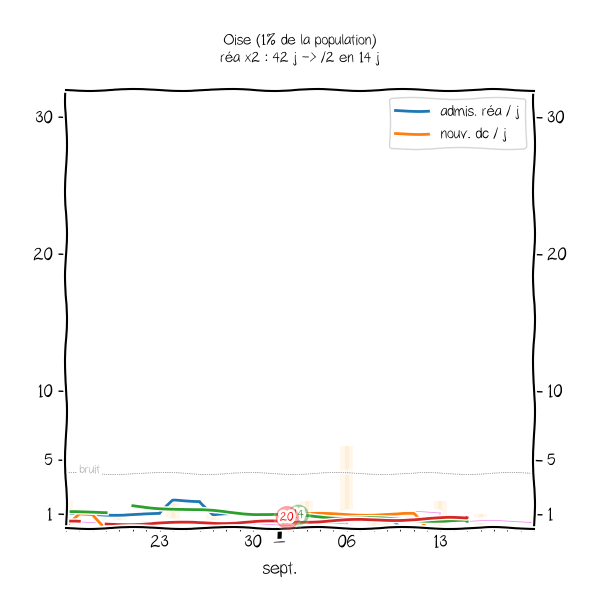 Oise (1% de la population)
réa x2 : 42 j -> /2 en 14 j
admis. réa / j
nouv. dc / j
30 30
20 20
10 10
5 5
bruit
1 1
20 4
23 30 06 13
sept.